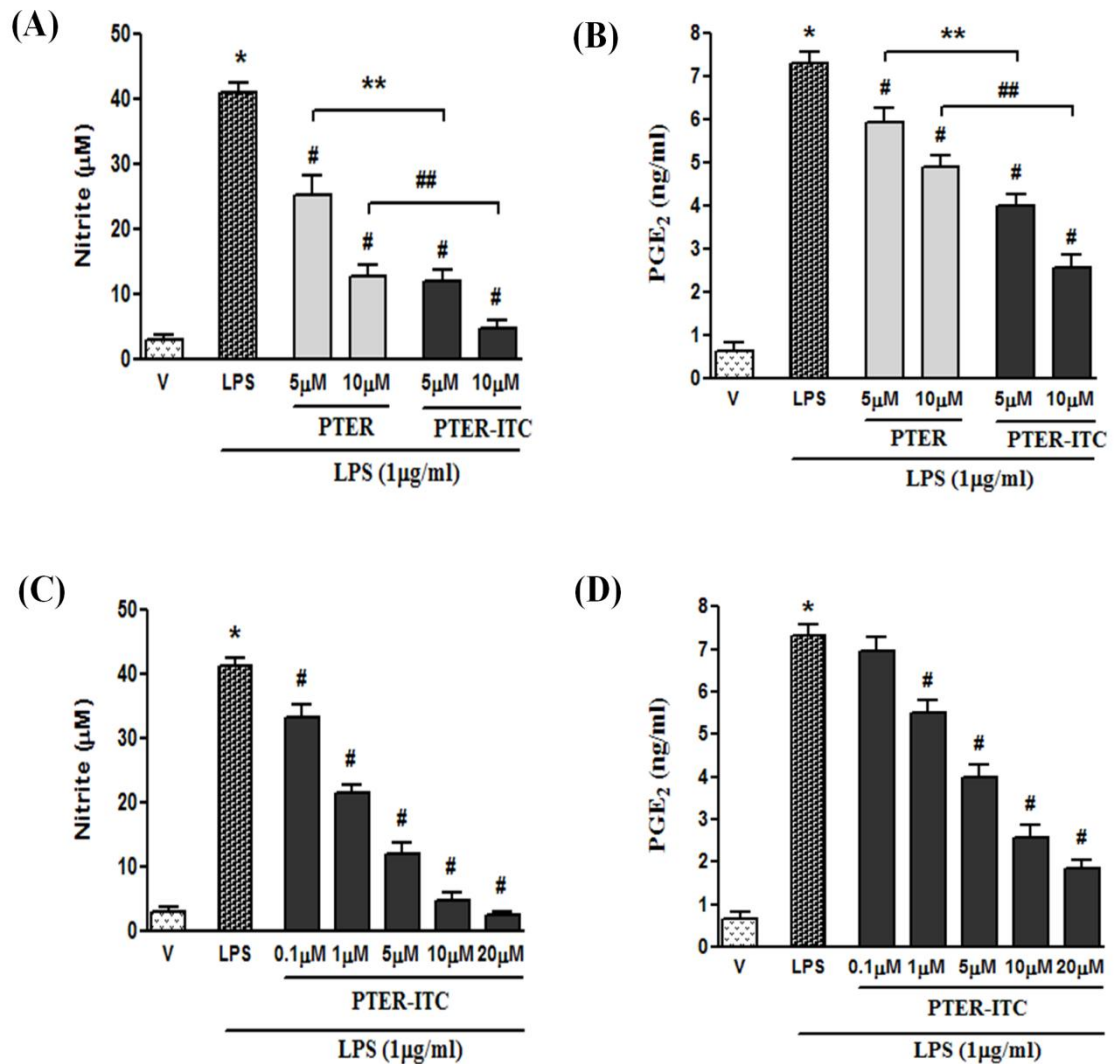 (A)
Nitrite (μM)
50
40
30
20
10
0
*
#
#
#
#
**
##
V LPS 5μM 10μM 5μM 10μM
PTER PTER-ITC
LPS (1μg/ml)
(B)
PGE2 (ng/ml)
8
7
6
5
4
3
2
1
0
*
#
#
#
#
**
##
V LPS 5μM 10μM 5μM 10μM
PTER PTER-ITC
LPS (1μg/ml)
(C)
Nitrite (μM)
50
40
30
20
10
0
*
#
#
#
#
#
V LPS 0.1μM 1μM 5μM 10μM 20μM
PTER-ITC
LPS (1μg/ml)
(D)
PGE2 (ng/ml)
8
7
6
5
4
3
2
1
0
*
#
#
#
#
V LPS 0.1μM 1μM 5μM 10μM 20μM
PTER-ITC
LPS (1μg/ml)